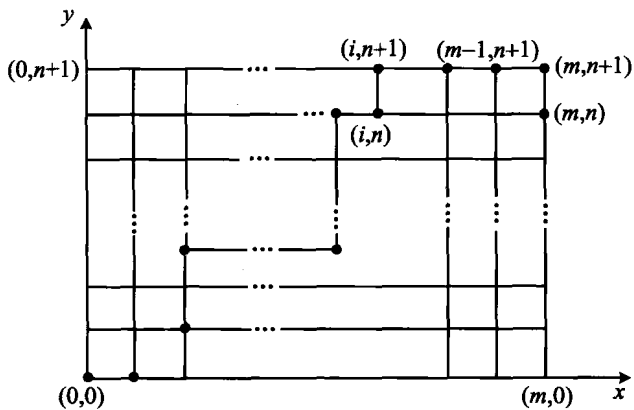 y
(i,n+1) (m−1,n+1)
(0,n+1) ... (m,n+1)
... (i,n) (m,n)
...
... ... ... ... ...
...
...
...
(0,0) (m,0) x